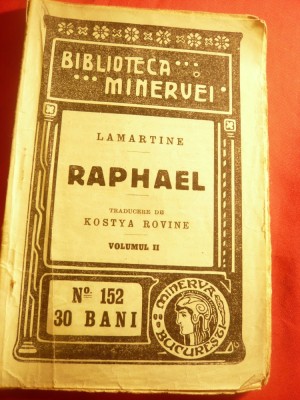 BIBLIOTECA
MINERVEI
LAMARTINE
RAPHAEL
TRADUCERE DE
KOSTYA ROVINE
VOLUMUL II
No. 152
30 BANI
MINERVA
BUCUREȘTI